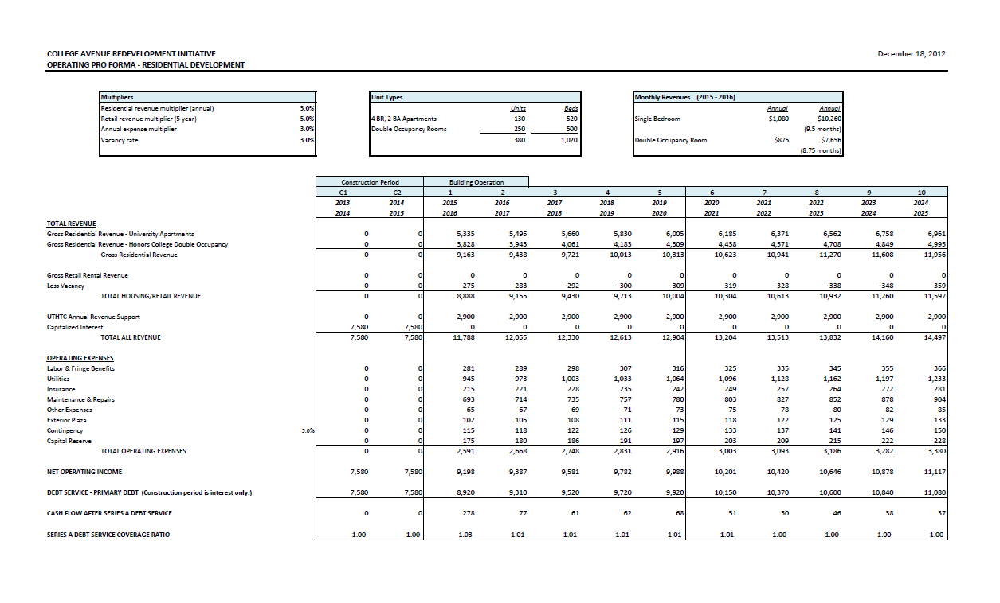 COLLEGE AVENUE REDEVELOPMENT INITIATIVE December 18, 2012
OPERATING PRO FORMA - RESIDENTIAL DEVELOPMENT
Multipliers Unit Types Monthly Revenues (2015 - 2016)
Residential revenue multiplier (annual) 3.0% Units Beds Annual Annual
Retail revenue multiplier (5 year) 5.0% 4 BR, 2 BA Apartments 130 520 Single Bedroom $1,080 $10,260
Annual expense multiplier 3.0% Double Occupancy Rooms 250 500 (9.5 months)
Vacancy rate 3.0% 380 1,020 Double Occupancy Room $875 $7,656
(8.75 months)
Construction Period Building Operation
C1 C2 1 2 3 4 5 6 7 8 9 10
2013 2014 2015 2016 2017 2018 2019 2020 2021 2022 2023 2024
2014 2015 2016 2017 2018 2019 2020 2021 2022 2023 2024 2025
TOTAL REVENUE
Gross Residential Revenue - University Apartments 0 0 5,335 5,495 5,660 5,830 6,005 6,185 6,371 6,562 6,758 6,961
Gross Residential Revenue - Honors College Double Occupancy 0 0 3,828 3,943 4,061 4,183 4,309 4,438 4,571 4,708 4,849 4,995
Gross Residential Revenue 0 0 9,163 9,438 9,721 10,013 10,313 10,623 10,941 11,270 11,608 11,956
Gross Retail Rental Revenue 0 0 0 0 0 0 0 0 0 0 0 0
Less Vacancy 0 0 -275 -283 -292 -300 -309 -319 -328 -338 -348 -359
TOTAL HOUSING/RETAIL REVENUE 0 0 8,888 9,155 9,430 9,713 10,004 10,304 10,613 10,932 11,260 11,597
UTHTC Annual Revenue Support 0 0 2,900 2,900 2,900 2,900 2,900 2,900 2,900 2,900 2,900 2,900
Capitalized Interest 7,580 7,580 0 0 0 0 0 0 0 0 0 0
TOTAL ALL REVENUE 7,580 7,580 11,788 12,055 12,330 12,613 12,904 13,204 13,513 13,832 14,160 14,497
OPERATING EXPENSES
Labor & Fringe Benefits 0 0 281 289 298 307 316 325 335 345 355 366
Utilities 0 0 945 973 1,003 1,033 1,064 1,096 1,128 1,162 1,197 1,233
Insurance 0 0 215 221 228 235 242 249 257 264 272 281
Maintenance & Repairs 0 0 693 714 735 757 780 803 827 852 878 904
Other Expenses 0 0 65 67 69 71 73 75 78 80 82 85
Exterior Plaza 0 0 102 105 108 111 115 118 122 125 129 133
Contingency 5.0% 0 0 115 118 122 126 129 133 137 141 146 150
Capital Reserve 0 0 175 180 186 191 197 203 209 215 222 228
TOTAL OPERATING EXPENSES 0 0 2,591 2,668 2,748 2,831 2,916 3,003 3,093 3,186 3,282 3,380
NET OPERATING INCOME 7,580 7,580 9,198 9,387 9,581 9,782 9,988 10,201 10,420 10,646 10,878 11,117
DEBT SERVICE - PRIMARY DEBT (Construction period is interest only.) 7,580 7,580 8,920 9,310 9,520 9,720 9,920 10,150 10,370 10,600 10,840 11,080
CASH FLOW AFTER SERIES A DEBT SERVICE 0 0 278 77 61 62 68 51 50 46 38 37
SERIES A DEBT SERVICE COVERAGE RATIO 1.00 1.00 1.03 1.01 1.01 1.01 1.01 1.01 1.00 1.00 1.00 1.00